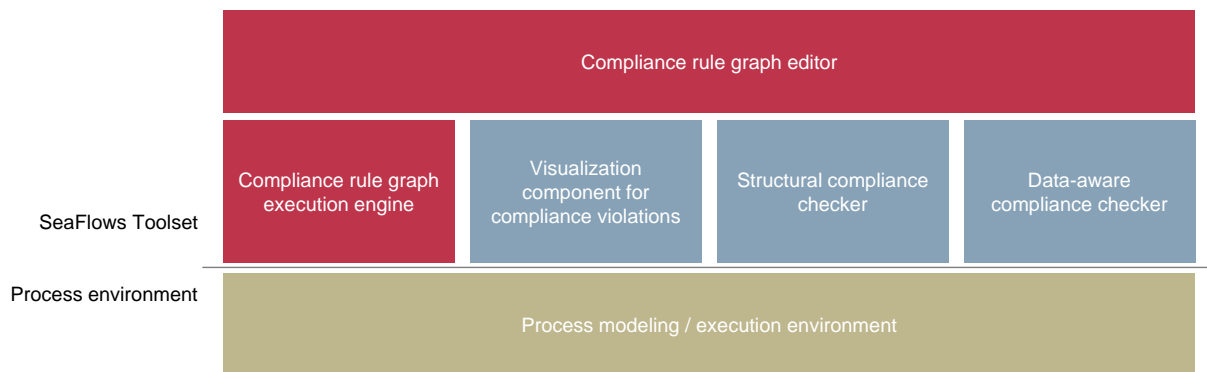 Compliance rule graph editor
Compliance rule graph
execution engine
Visualization
component for
compliance violations
Structural compliance
checker
Data-aware
compliance checker
SeaFlows Toolset
Process environment
Process modeling / execution environment